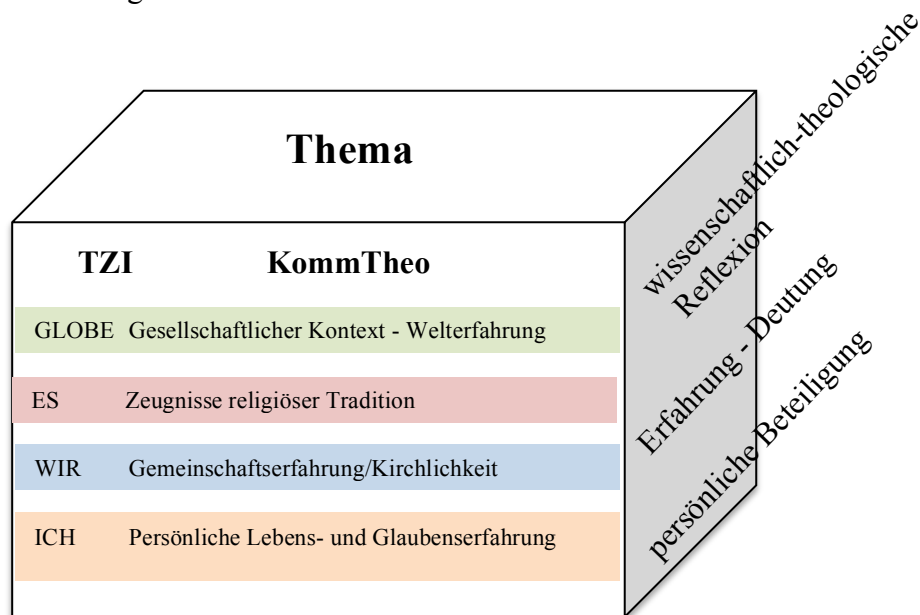 Thema
TZI KommTheo
GLOBE Gesellschaftlicher Kontext - Welterfahrung
ES Zeugnisse religiöser Tradition
WIR Gemeinschaftserfahrung/Kirchlichkeit
ICH Persönliche Lebens- und Glaubenserfahrung
wissenschaftlich-theologische
Reflexion
Erfahrung - Deutung
persönliche Beteiligung